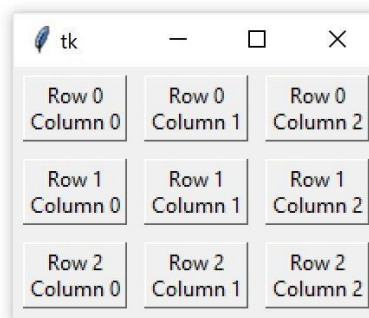 tk
Row 0 Row 0 Row 0
Column 0 Column 1 Column 2
Row 1 Row 1 Row 1
Column 0 Column 1 Column 2
Row 2 Row 2 Row 2
Column 0 Column 1 Column 2